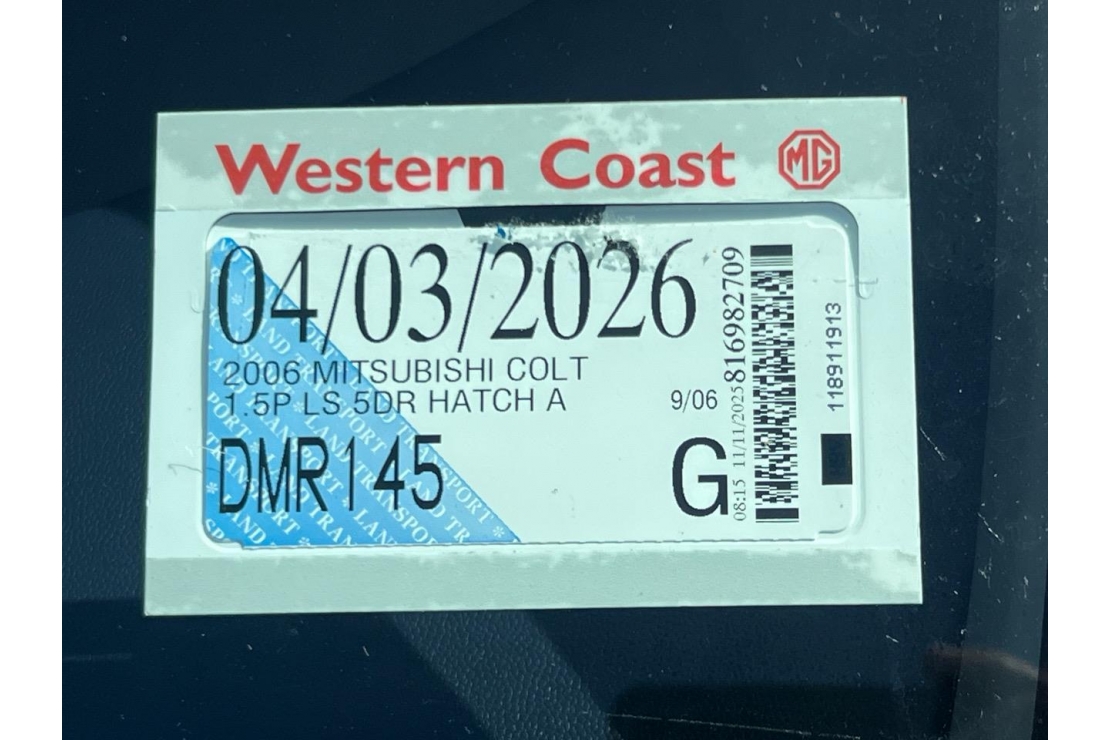 Western Coast MG
04/03/2026
2006 MITSUBISHI COLT
1.5P LS 5DR HATCH A 9/06
DMR145 G
08:15 11/11/2025 816982709
118911913